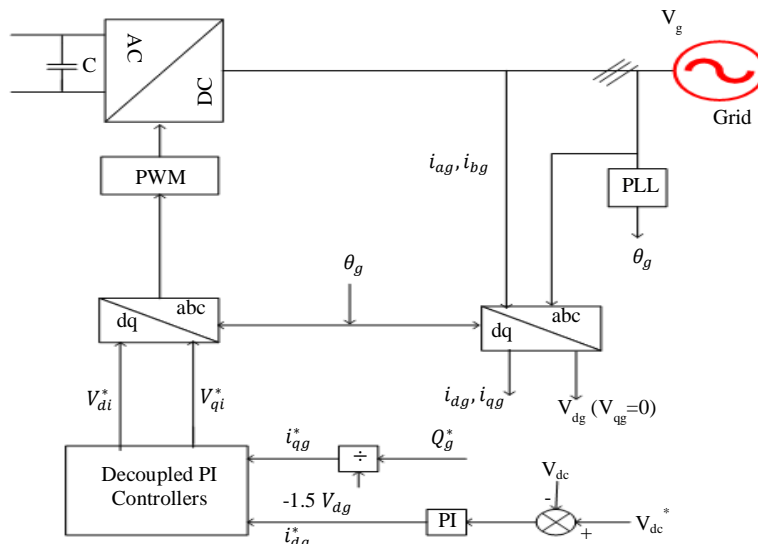 V_g
AC
C
DC
Grid
PWM
i_ag, i_bg
PLL
θ_g
θ_g
abc
dq
abc
dq
i_dg, i_qg
V_dg (V_qg=0)
V*_di
V*_qi
i*_qg
Q*_g
÷
Decoupled PI
Controllers
V_dc
-
-1.5 V_dg
PI
V_dc*
+
i*_dg